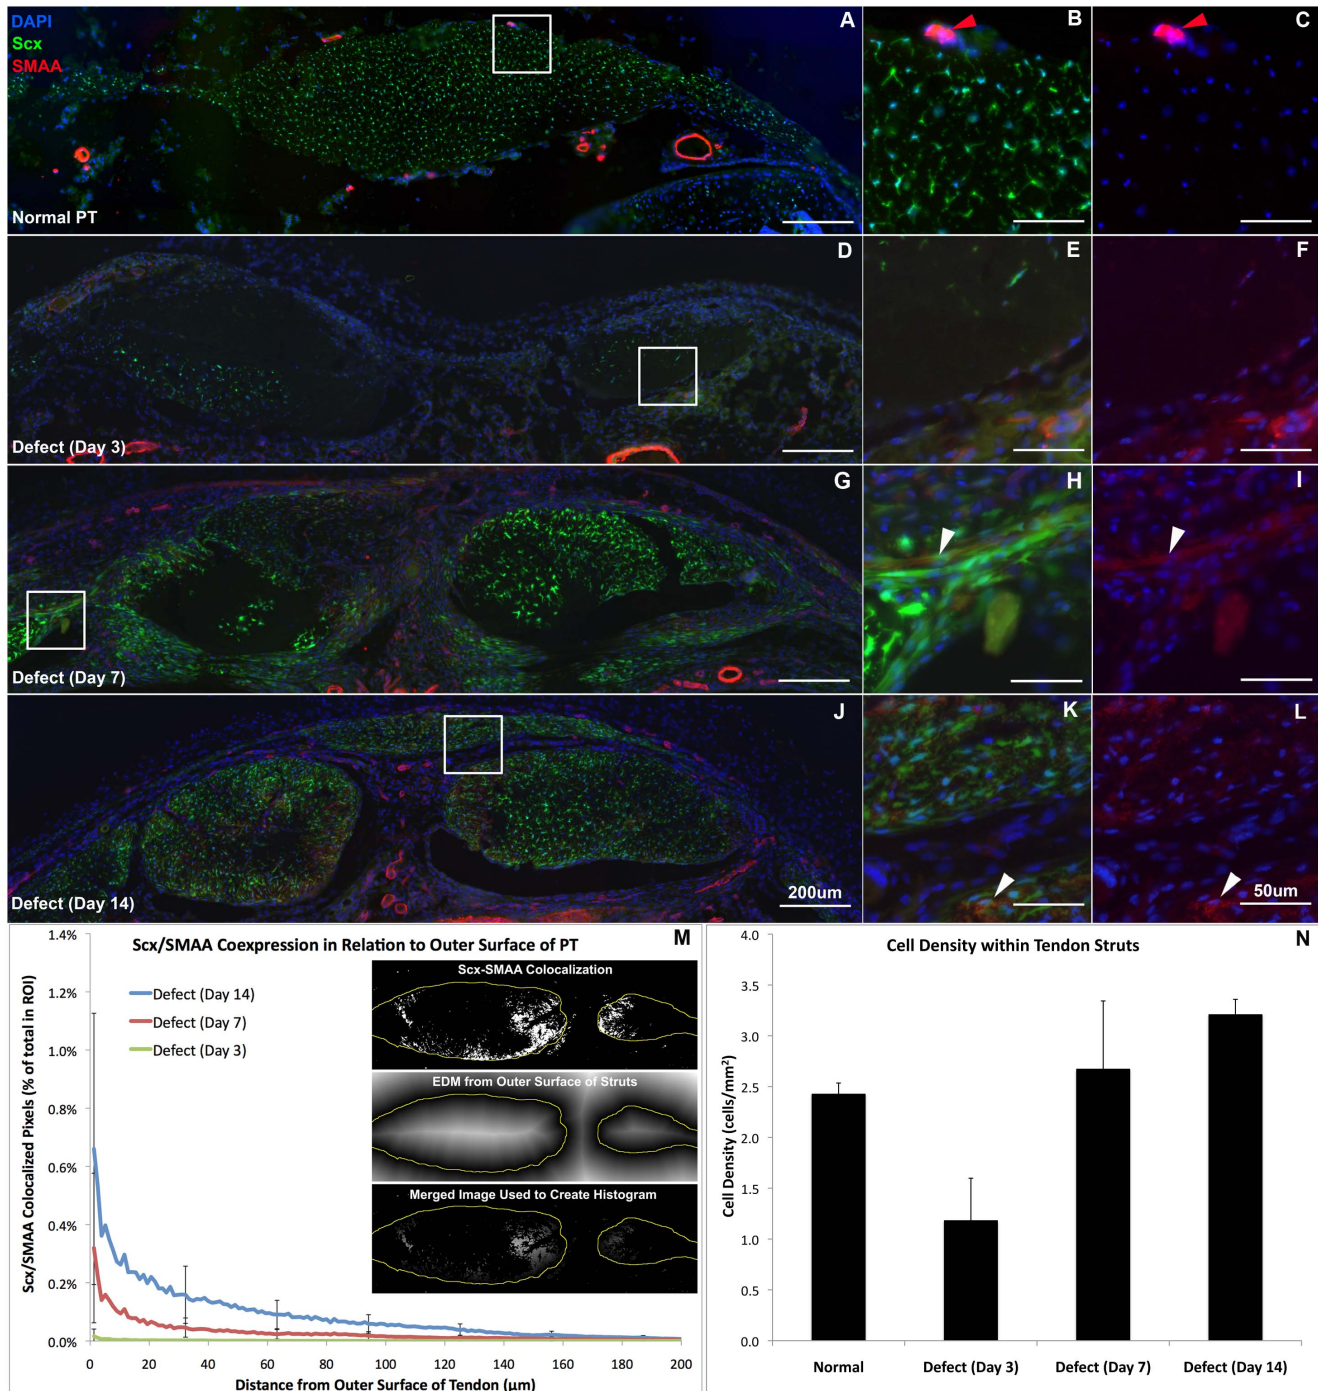 DAPI
Scx
SMAA
A
B
C
Normal PT
D
E
F
Defect (Day 3)
G
H
I
Defect (Day 7)
J
K
L
Defect (Day 14)
200um
50um
Scx/SMAA Coexpression in Relation to Outer Surface of PT
M
Scx/SMAA Colocalized Pixels (% of total in ROI)
1.4%
1.2%
1.0%
0.8%
0.6%
0.4%
0.2%
0.0%
Defect (Day 14)
Defect (Day 7)
Defect (Day 3)
Scx-SMAA Colocalization
EDM from Outer Surface of Struts
Merged Image Used to Create Histogram
0 20 40 60 80 100 120 140 160 180 200
Distance from Outer Surface of Tendon (μm)
Cell Density within Tendon Struts
N
Cell Density (cells/mm²)
4.0
3.5
3.0
2.5
2.0
1.5
1.0
0.5
0.0
Normal Defect (Day 3) Defect (Day 7) Defect (Day 14)